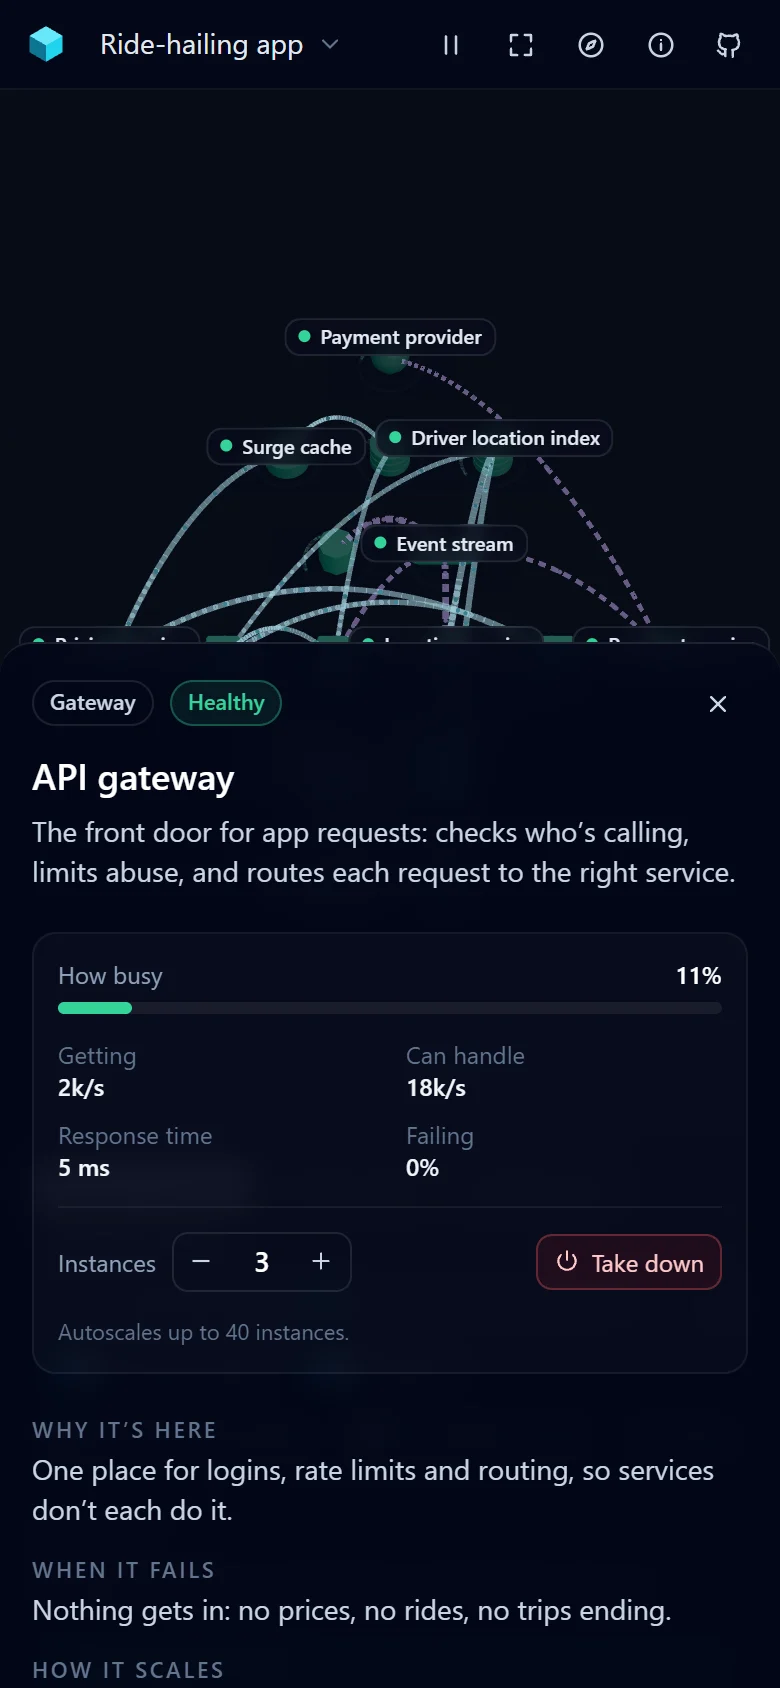 Ride-hailing app
Payment provider
Surge cache
Driver location index
Event stream
Gateway
Healthy
API gateway
The front door for app requests: checks who’s calling,
limits abuse, and routes each request to the right service.
How busy
11%
Getting
Can handle
2k/s
18k/s
Response time
Failing
5 ms
0%
Instances
3
Take down
Autoscales up to 40 instances.
WHY IT’S HERE
One place for logins, rate limits and routing, so services
don’t each do it.
WHEN IT FAILS
Nothing gets in: no prices, no rides, no trips ending.
HOW IT SCALES